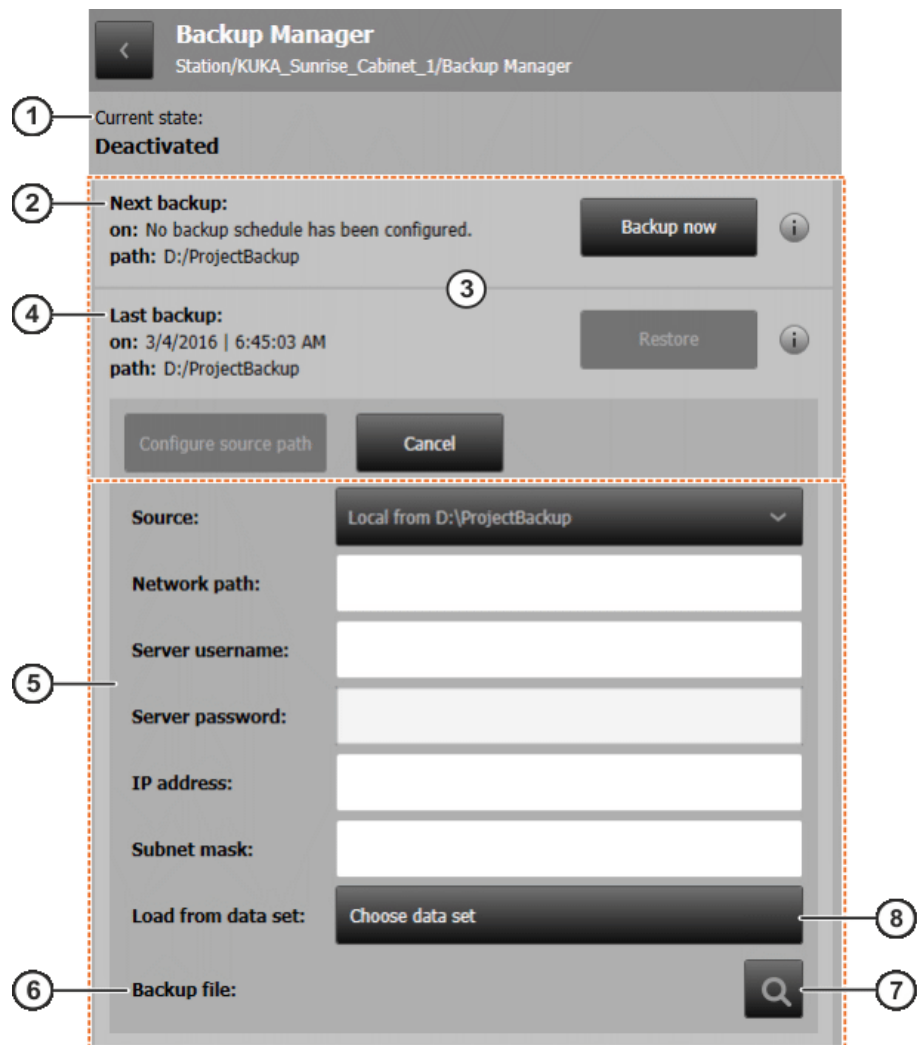 Backup Manager
Station/KUKA_Sunrise_Cabinet_1/Backup Manager
1
Current state:
Deactivated
2
Next backup:
on: No backup schedule has been configured.
path: D:/ProjectBackup
Backup now
i
3
4
Last backup:
on: 3/4/2016 | 6:45:03 AM
path: D:/ProjectBackup
Restore
i
Configure source path
Cancel
Source:
Local from D:\ProjectBackup
Network path:
Server username:
5
Server password:
IP address:
Subnet mask:
Load from data set:
Choose data set
8
6
Backup file:
7